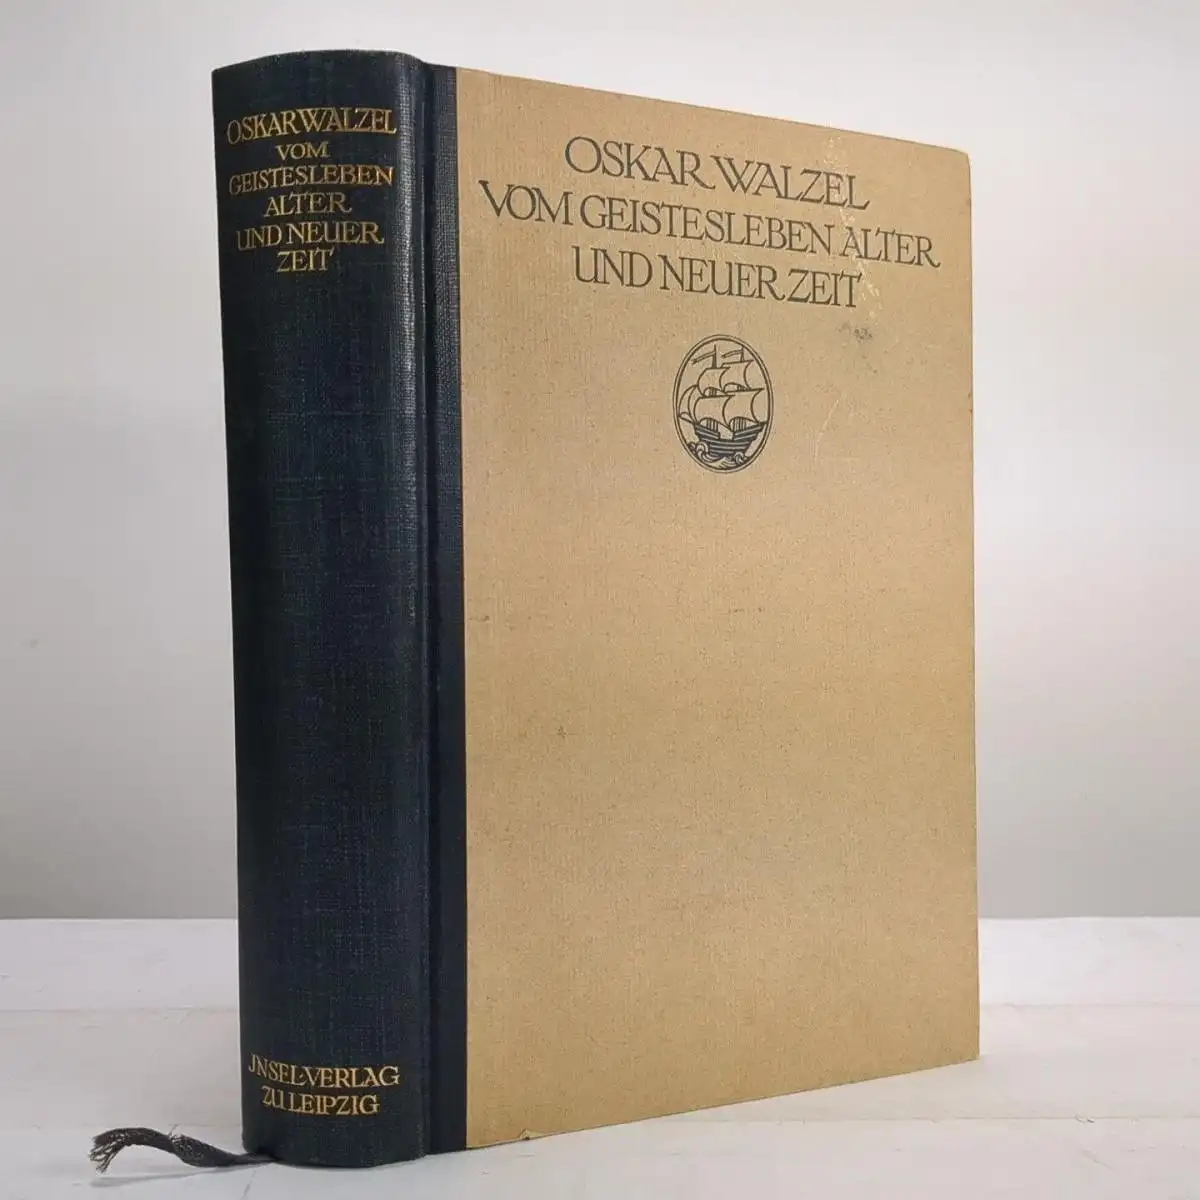 OSKAR WALZEL
VOM
GEISTESLEBEN
ALTER
UND NEUER
ZEIT
JNSEL-VERLAG
ZU LEIPZIG
OSKAR WALZEL
VOM GEISTESLEBEN ALTER
UND NEUER ZEIT